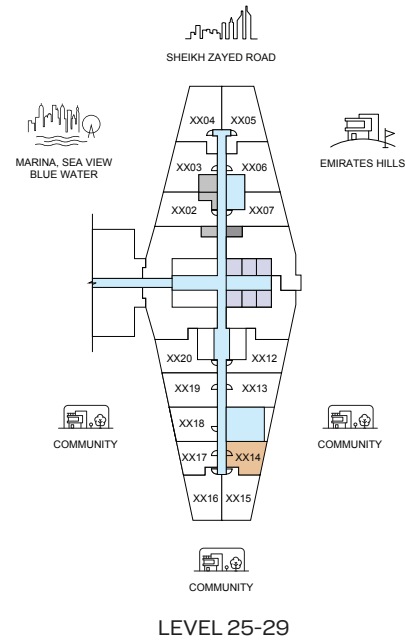 SHEIKH ZAYED ROAD
MARINA, SEA VIEW
BLUE WATER
EMIRATES HILLS
XX04
XX05
XX03
XX06
XX02
XX07
XX20
XX12
XX19
XX13
XX18
XX17
XX14
XX16
XX15
COMMUNITY
COMMUNITY
COMMUNITY
LEVEL 25-29